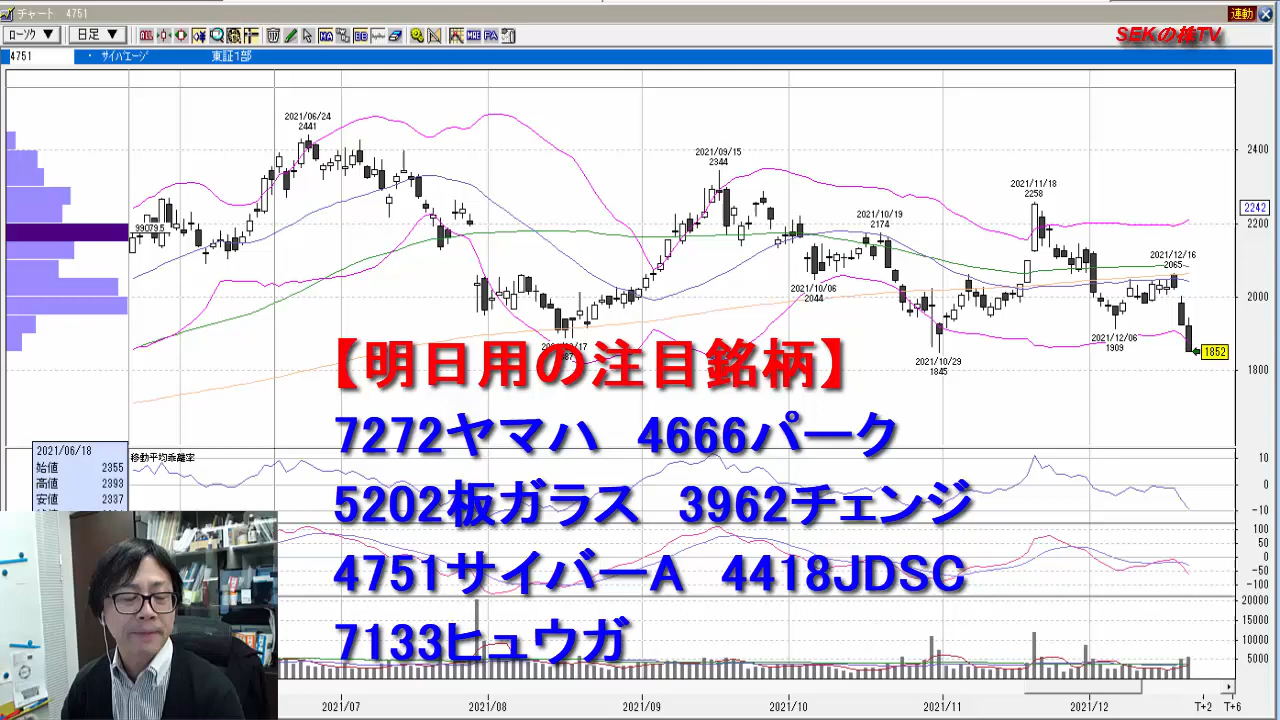 チャート 4751
連動
ローソク ▼ 日足 ▼
SEKの株TV
4751 ・ サイバエージ 東証1部
2021/06/24
2441
2400
2021/09/15
2344
2021/11/18
2258
2242
2021/10/19
2174
2200
99079.5
2021/12/16
2065
2021/10/06
2044
2000
2021/12/06
1909
1852
2021/10/29
1845
1800
【明日用の注目銘柄】
7272ヤマハ 4666パーク
5202板ガラス 3962チェンジ
4751サイバーA 4418JDSC
7133ヒュウガ
2021/06/18
始値 2355
高値 2393
安値 2337
移動平均乖離率
10
0
-10
100
50
0
-50
-100
20000
15000
10000
5000
2021/07 2021/08 2021/09 2021/10 2021/11 2021/12 T+2 T+6